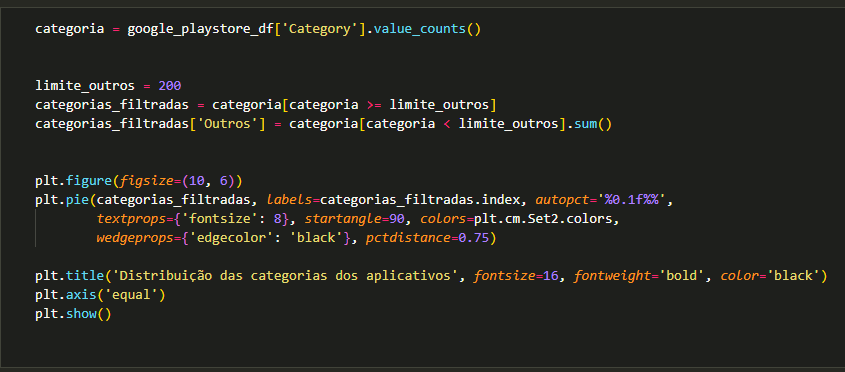 categoria = google_playstore_df['Category'].value_counts()
limite_outros = 200
categorias_filtradas = categoria[categoria >= limite_outros]
categorias_filtradas['Outros'] = categoria[categoria < limite_outros].sum()
plt.figure(figsize=(10, 6))
plt.pie(categorias_filtradas, labels=categorias_filtradas.index, autopct='%0.1f%%',
textprops={'fontsize': 8}, startangle=90, colors=plt.cm.Set2.colors,
wedgeprops={'edgecolor': 'black'}, pctdistance=0.75)
plt.title('Distribuição das categorias dos aplicativos', fontsize=16, fontweight='bold', color='black')
plt.axis('equal')
plt.show()